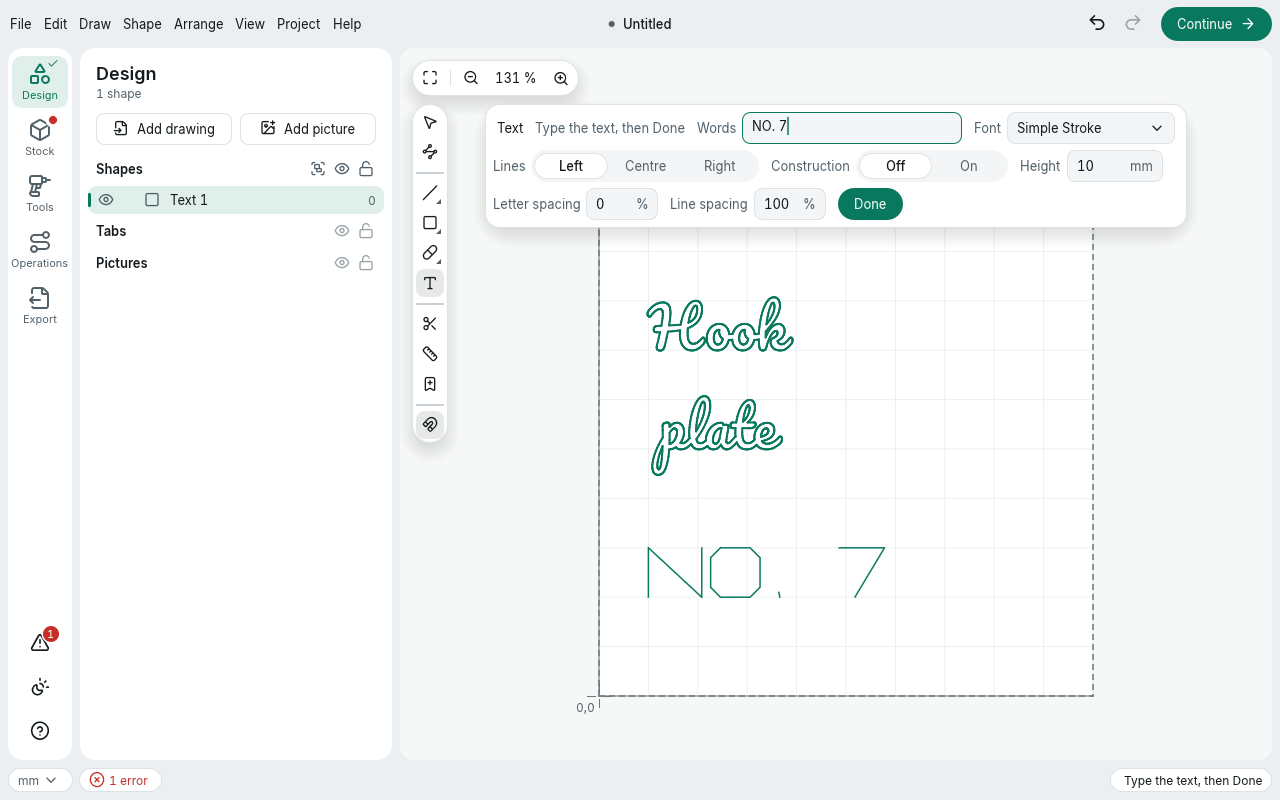 File Edit Draw Shape Arrange View Project Help
Untitled
Continue
Design
Stock
Tools
Operations
Export
1
Design
1 shape
Add drawing
Add picture
Shapes
Text 1 0
Tabs
Pictures
131 %
Text Type the text, then Done Words NO. 7 Font Simple Stroke
Lines Left Centre Right Construction Off On Height 10 mm
Letter spacing 0 % Line spacing 100 % Done
Hook
plate
NO. 7
0,0
mm
1 error
Type the text, then Done